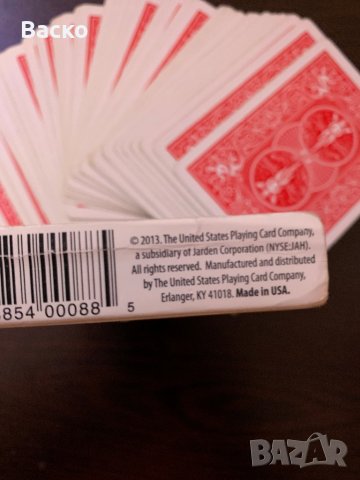 Backo
© 2013. The United States Playing Card Company,
a subsidiary of Jarden Corporation (NYSE:JAH).
All rights reserved. Manufactured and distributed
by The United States Playing Card Company,
Erlanger, KY 41018. Made in USA.
854 00088 5
BAZAR